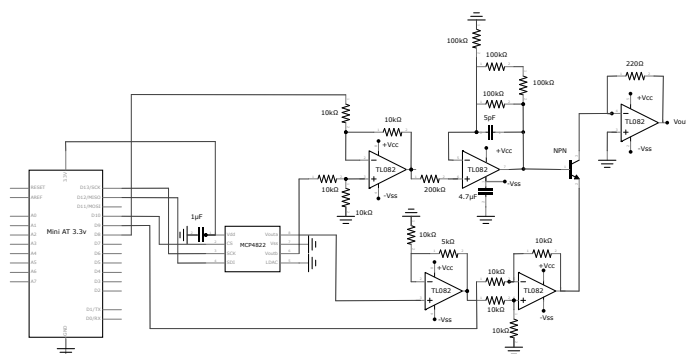 100kΩ
100kΩ
100kΩ
100kΩ
220Ω
+Vcc
TL082
Vou
-Vss
10kΩ
10kΩ
5pF
NPN
+Vcc
TL082
-Vss
+Vcc
TL082
-Vss
10kΩ
10kΩ
200kΩ
4.7µF
3.3V
RESET
AREF
A0
A1
A2
A3
A4
A5
A6
A7
Mini AT 3.3v
D13/SCK
D12/MISO
D11/MOSI
D10
D9
D8
D7
D6
D5
D4
D3
D2
D1/TX
D0/RX
GND
1µF
MCP4822
Vdd
CS
SCK
SDI
Vouta
Vss
Voutb
LDAC
10kΩ
5kΩ
+Vcc
TL082
-Vss
10kΩ
10kΩ
10kΩ
+Vcc
TL082
-Vss
10kΩ